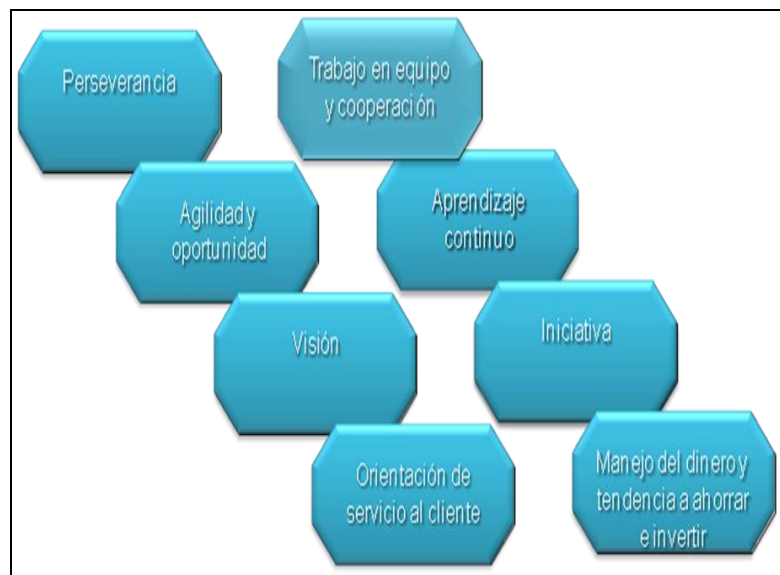 Perseverancia
Trabajo en equipo
y cooperación
Agilidad y
oportunidad
Aprendizaje
continuo
Visión
Iniciativa
Orientación de
servicio al cliente
Manejo del dinero y
tendencia a ahorrar
e invertir